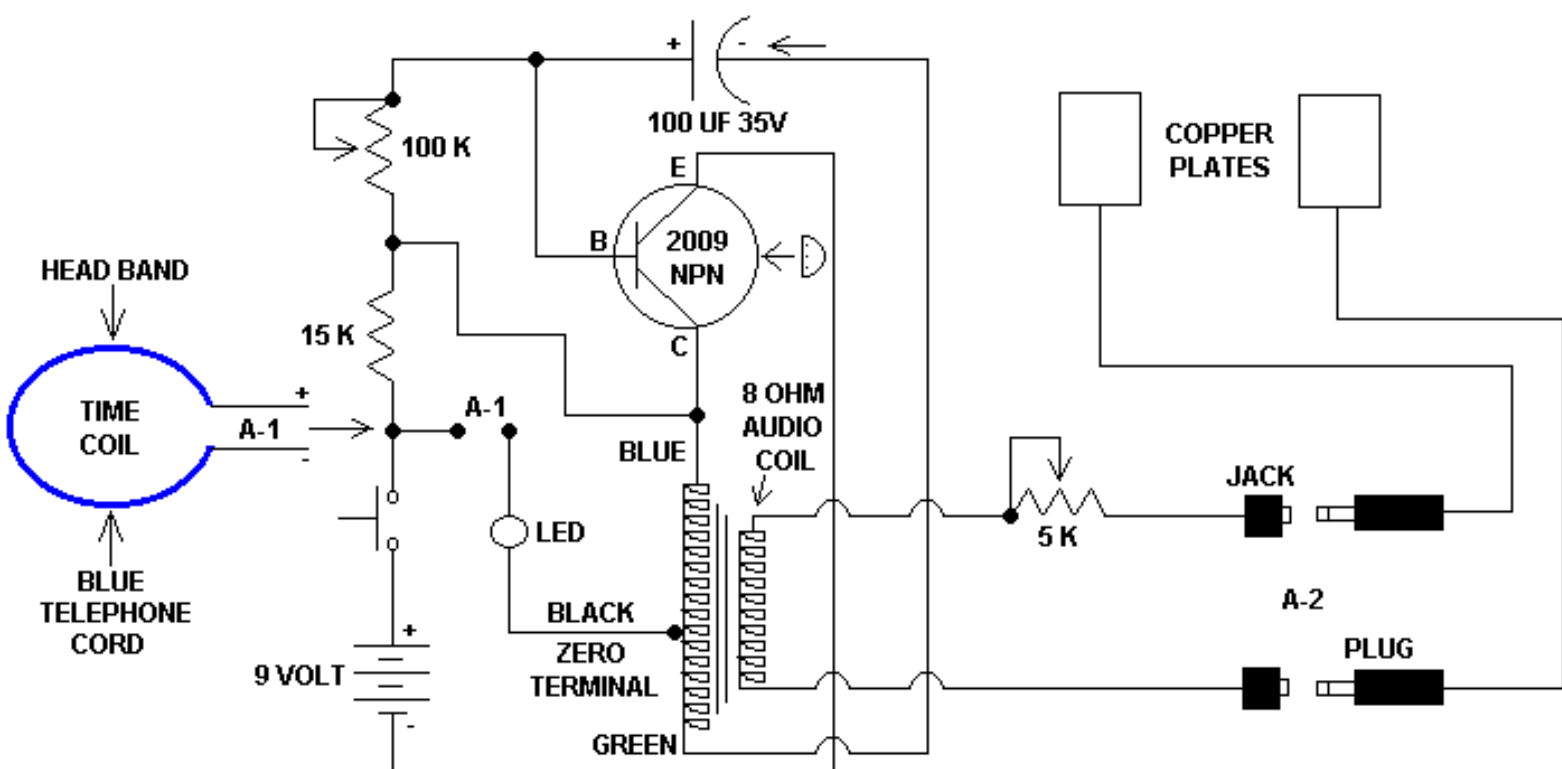 +
-
100 UF 35V
100 K
COPPER
PLATES
E
B
2009
NPN
C
HEAD BAND
15 K
TIME
COIL
+
A-1
-
A-1
8 OHM
AUDIO
COIL
BLUE
JACK
5 K
LED
BLUE
TELEPHONE
CORD
BLACK
ZERO
TERMINAL
A-2
+
9 VOLT
-
PLUG
GREEN